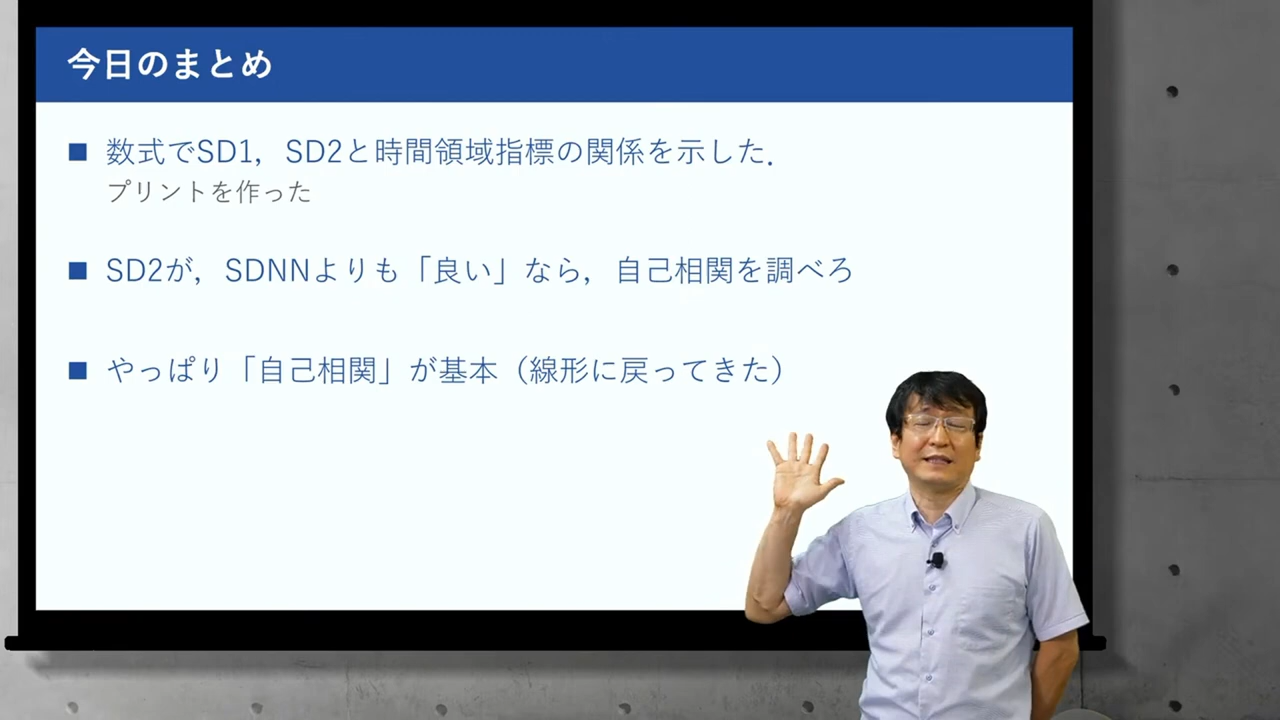 今日のまとめ
■ 数式でSD1，SD2と時間領域指標の関係を示した．
プリントを作った
■ SD2が，SDNNよりも「良い」なら，自己相関を調べろ
■ やっぱり「自己相関」が基本（線形に戻ってきた）